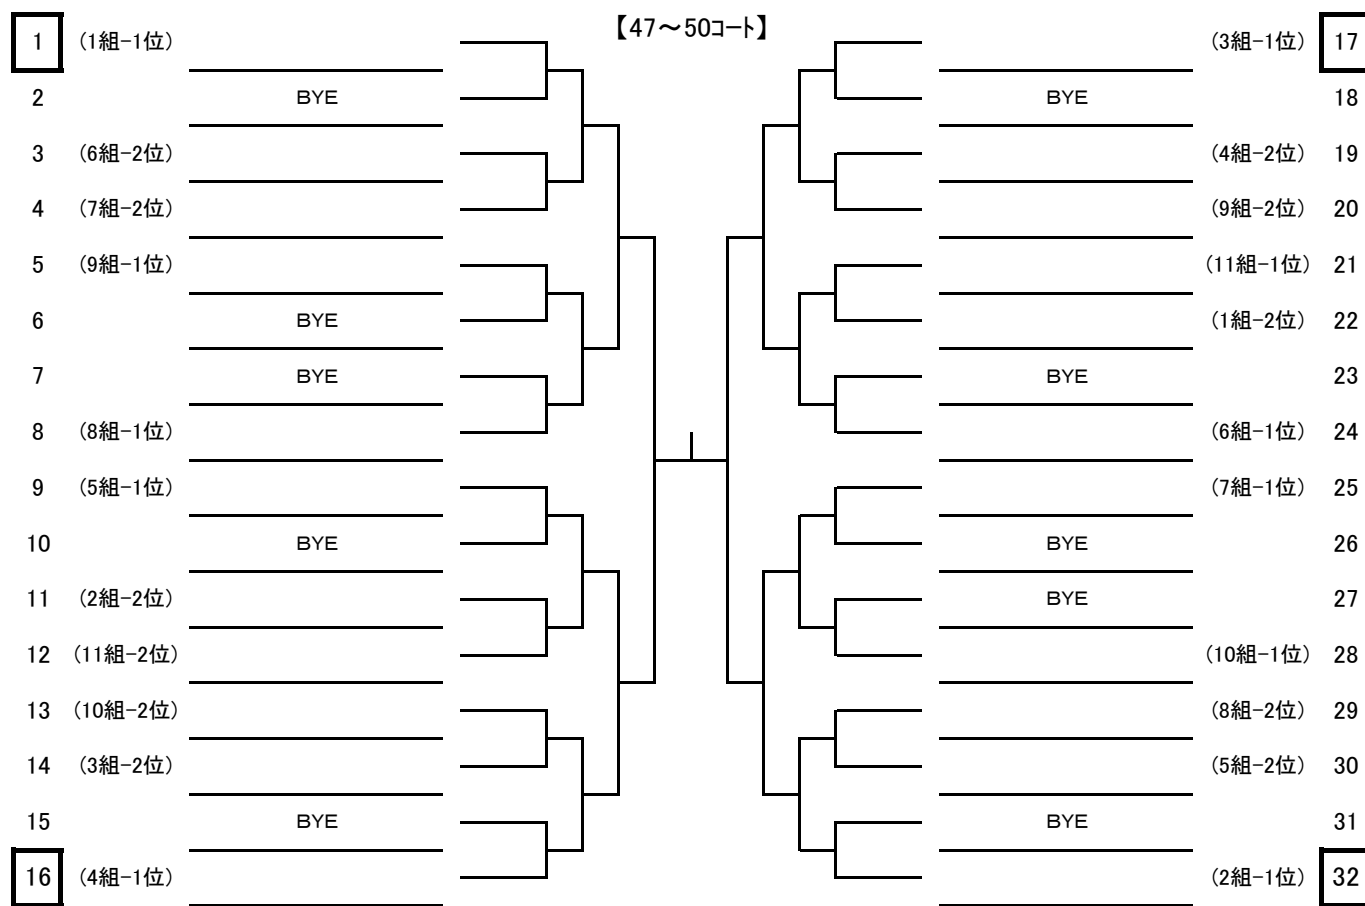 【47～50コート】
1 (1組-1位)
2 BYE
3 (6組-2位)
4 (7組-2位)
5 (9組-1位)
6 BYE
7 BYE
8 (8組-1位)
9 (5組-1位)
10 BYE
11 (2組-2位)
12 (11組-2位)
13 (10組-2位)
14 (3組-2位)
15 BYE
16 (4組-1位)
(3組-1位) 17
BYE 18
(4組-2位) 19
(9組-2位) 20
(11組-1位) 21
(1組-2位) 22
BYE 23
(6組-1位) 24
(7組-1位) 25
BYE 26
BYE 27
(10組-1位) 28
(8組-2位) 29
(5組-2位) 30
BYE 31
(2組-1位) 32